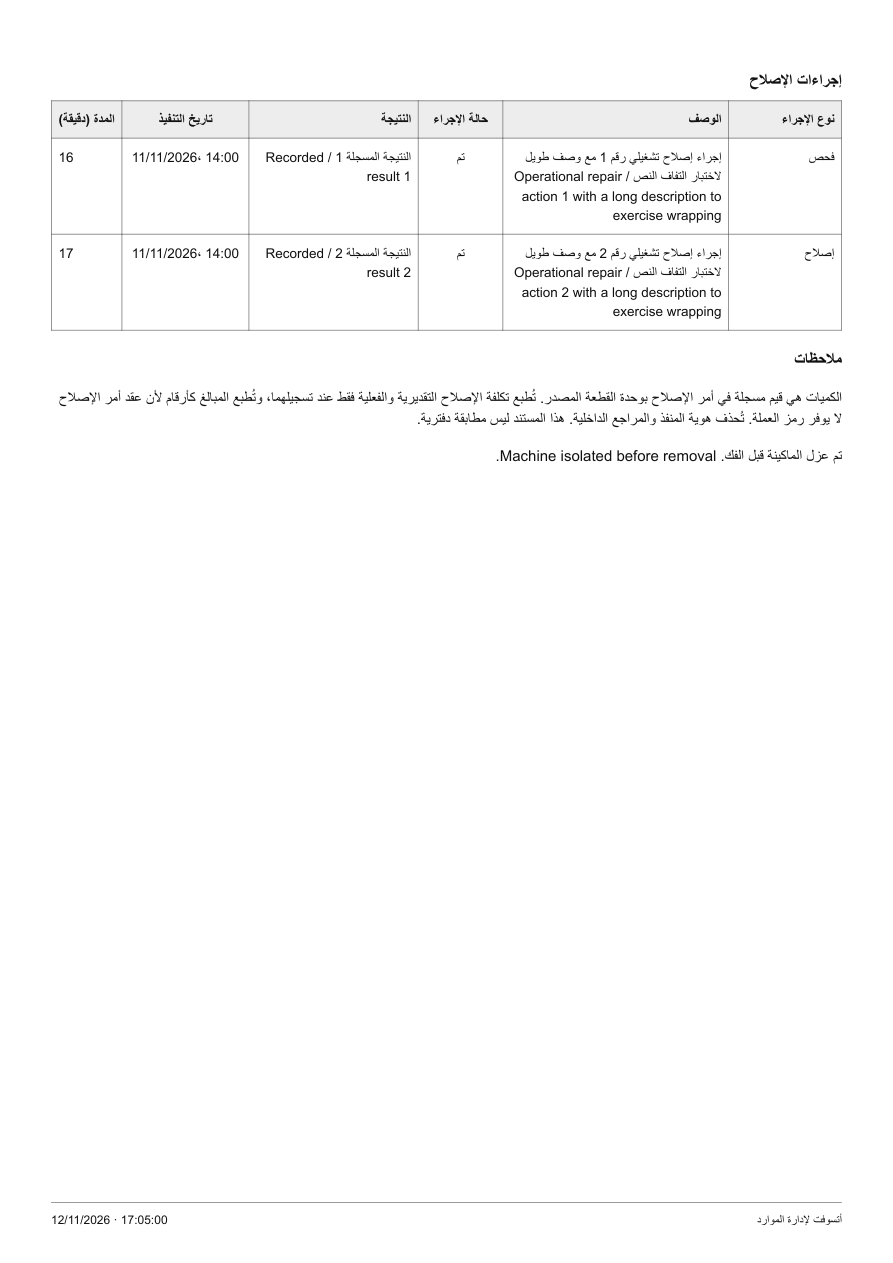 إجراءات الإصلاح
نوع الإجراء الوصف حالة الإجراء النتيجة تاريخ التنفيذ المدة (دقيقة)
فحص إجراء إصلاح تشغيلي رقم 1 مع وصف طويل تم النتيجة المسجلة 1 / Recorded 11/11/2026، 14:00 16
لاختبار التفاف النص / Operational repair result 1
action 1 with a long description to
exercise wrapping
إصلاح إجراء إصلاح تشغيلي رقم 2 مع وصف طويل تم النتيجة المسجلة 2 / Recorded 11/11/2026، 14:00 17
لاختبار التفاف النص / Operational repair result 2
action 2 with a long description to
exercise wrapping
ملاحظات
الكميات هي قيم مسجلة في أمر الإصلاح بوحدة القطعة المصدر. تُطبع تكلفة الإصلاح التقديرية والفعلية فقط عند تسجيلهما، وتُطبع المبالغ كأرقام لأن عقد أمر الإصلاح
لا يوفر رمز العملة. تُحذف هوية المنفذ والمراجع الداخلية. هذا المستند ليس مطابقة دفترية.
تم عزل الماكينة قبل الفك. Machine isolated before removal.
أتسوفت لإدارة الموارد 12/11/2026 · 17:05:00